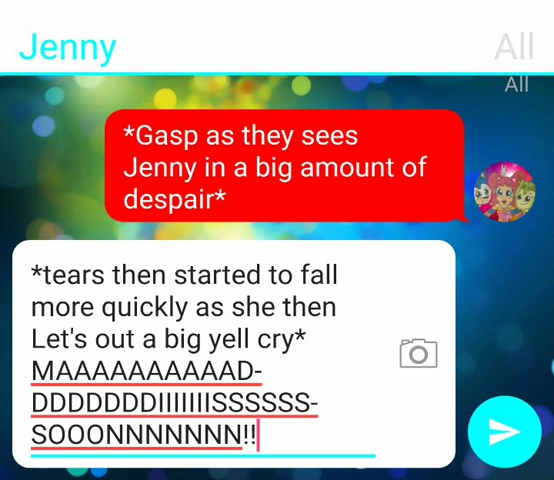 Jenny
All
All
*Gasp as they sees
Jenny in a big amount of
despair*
*tears then started to fall
more quickly as she then
Let's out a big yell cry*
MAAAAAAAAAAD-
DDDDDDDIIIIIIISSSSSS-
SOOONNNNNNN!!